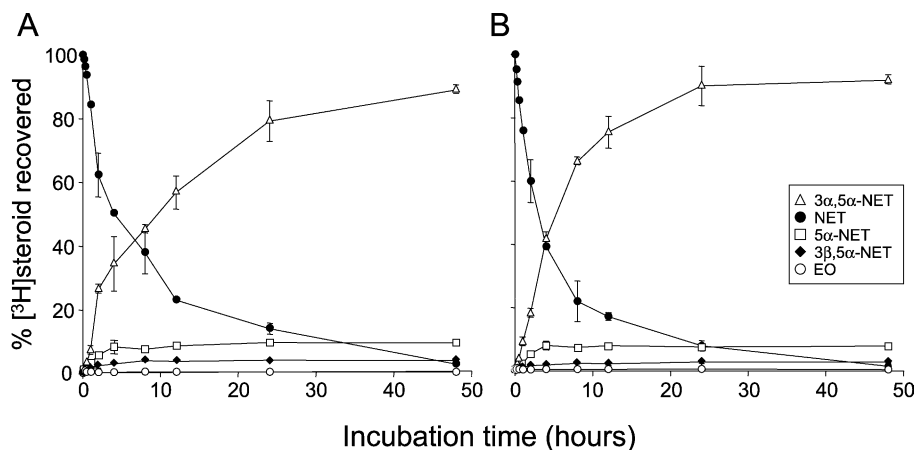 A
B
% [³H]steroid recovered
100
80
60
40
20
0
0
10
20
30
40
50
0
10
20
30
40
50
3α,5α-NET
NET
5α-NET
3β,5α-NET
EO
Incubation time (hours)